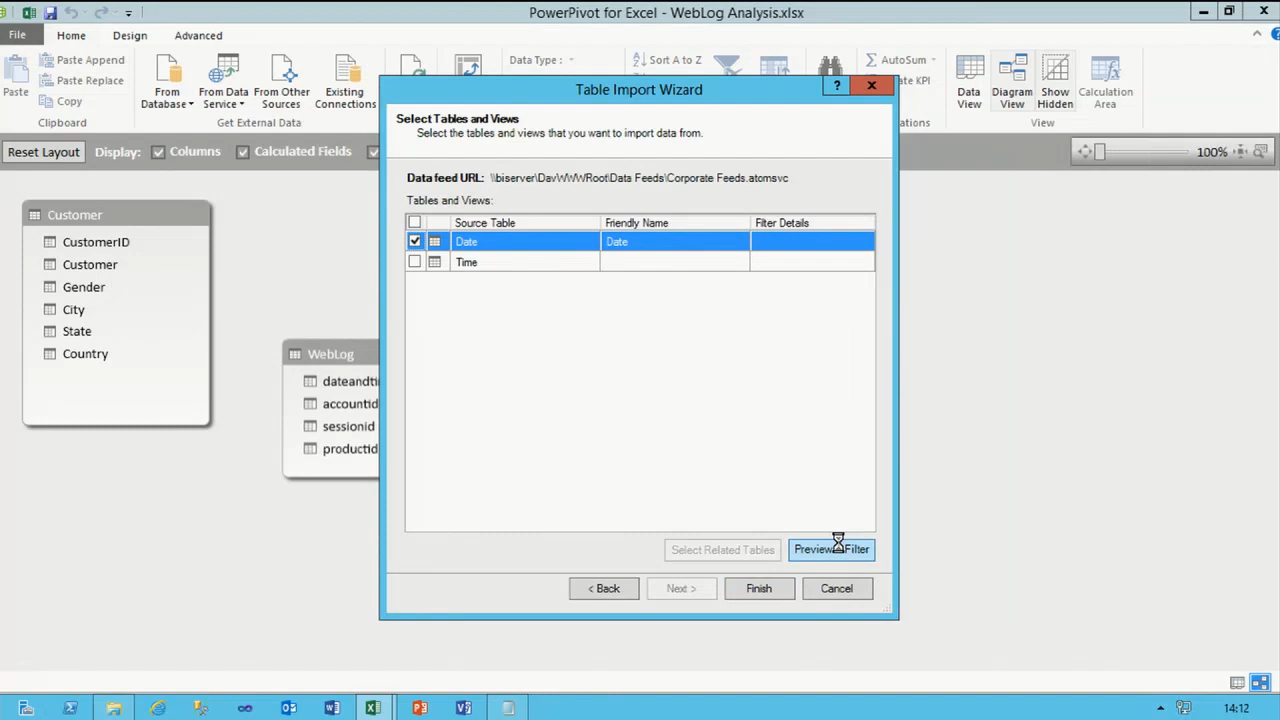 PowerPivot for Excel - WebLog Analysis.xlsx
File Home Design Advanced
Paste
Paste Append
Paste Replace
Copy
Clipboard
From Database
From Data Service
From Other Sources
Existing Connections
Get External Data
Data Type :
Sort A to Z
AutoSum
Data View
Diagram View
Show Hidden
Calculation Area
View
Reset Layout Display: Columns Calculated Fields
100%
Customer
CustomerID
Customer
Gender
City
State
Country
WebLog
accountid
sessionid
productid
Table Import Wizard
?
Select Tables and Views
Select the tables and views that you want to import data from.
Data feed URL: \\biserver\DavWWWRoot\Data Feeds\Corporate Feeds.atomsvc
Tables and Views:
Source Table Friendly Name Filter Details
Date Date
Time
Select Related Tables Preview Filter
< Back Next > Finish Cancel
14:12